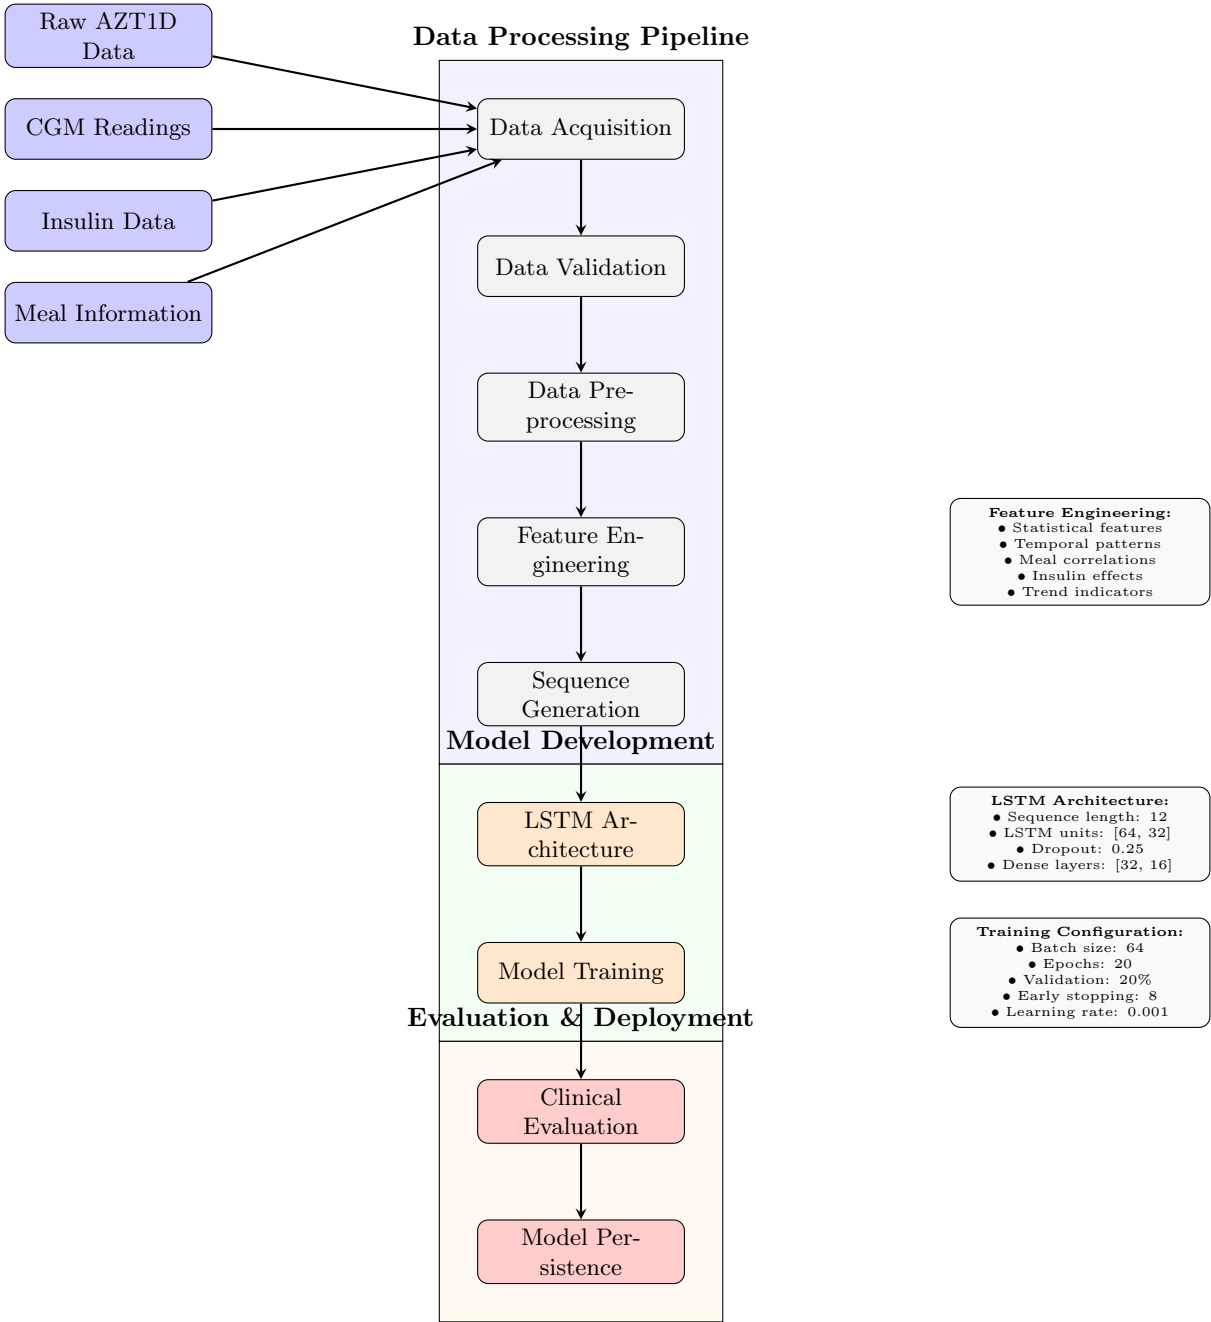 Raw AZT1D
Data
CGM Readings
Insulin Data
Meal Information
Data Processing Pipeline
Data Acquisition
Data Validation
Data Pre-
processing
Feature En-
gineering
Sequence
Generation
Model Development
LSTM Ar-
chitecture
Model Training
Evaluation & Deployment
Clinical
Evaluation
Model Per-
sistence
Feature Engineering:
• Statistical features
• Temporal patterns
• Meal correlations
• Insulin effects
• Trend indicators
LSTM Architecture:
• Sequence length: 12
• LSTM units: [64, 32]
• Dropout: 0.25
• Dense layers: [32, 16]
Training Configuration:
• Batch size: 64
• Epochs: 20
• Validation: 20%
• Early stopping: 8
• Learning rate: 0.001